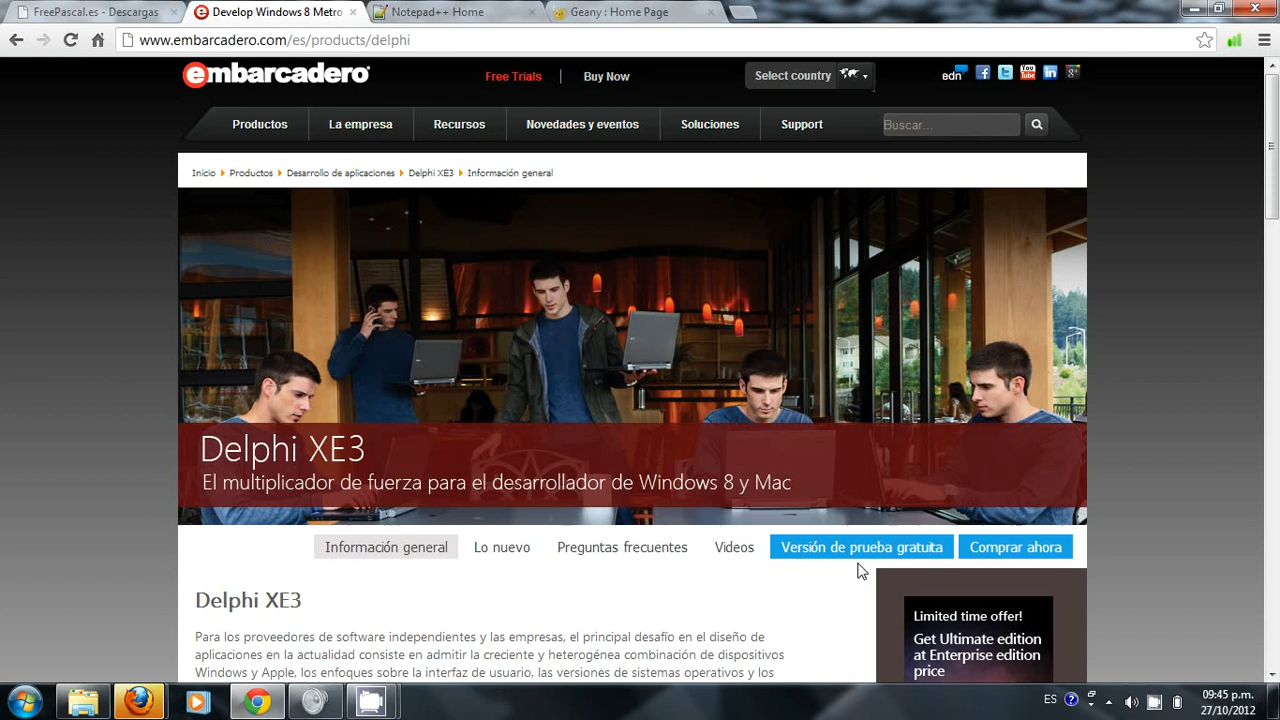 FreePascal.es - Descargas
Develop Windows 8 Metro
Notepad++ Home
Geany : Home Page
www.embarcadero.com/es/products/delphi
embarcadero
Free Trials
Buy Now
Select country
edn
You Tube
Productos
La empresa
Recursos
Novedades y eventos
Soluciones
Support
Buscar...
Inicio
Productos
Desarrollo de aplicaciones
Delphi XE3
Información general
Delphi XE3
El multiplicador de fuerza para el desarrollador de Windows 8 y Mac
Información general
Lo nuevo
Preguntas frecuentes
Videos
Versión de prueba gratuita
Comprar ahora
Delphi XE3
Para los proveedores de software independientes y las empresas, el principal desafío en el diseño de
aplicaciones en la actualidad consiste en admitir la creciente y heterogénea combinación de dispositivos
Windows y Apple, los enfoques sobre la interfaz de usuario, las versiones de sistemas operativos y los
Limited time offer!
Get Ultimate edition
at Enterprise edition
price
ES
09:45 p.m.
27/10/2012